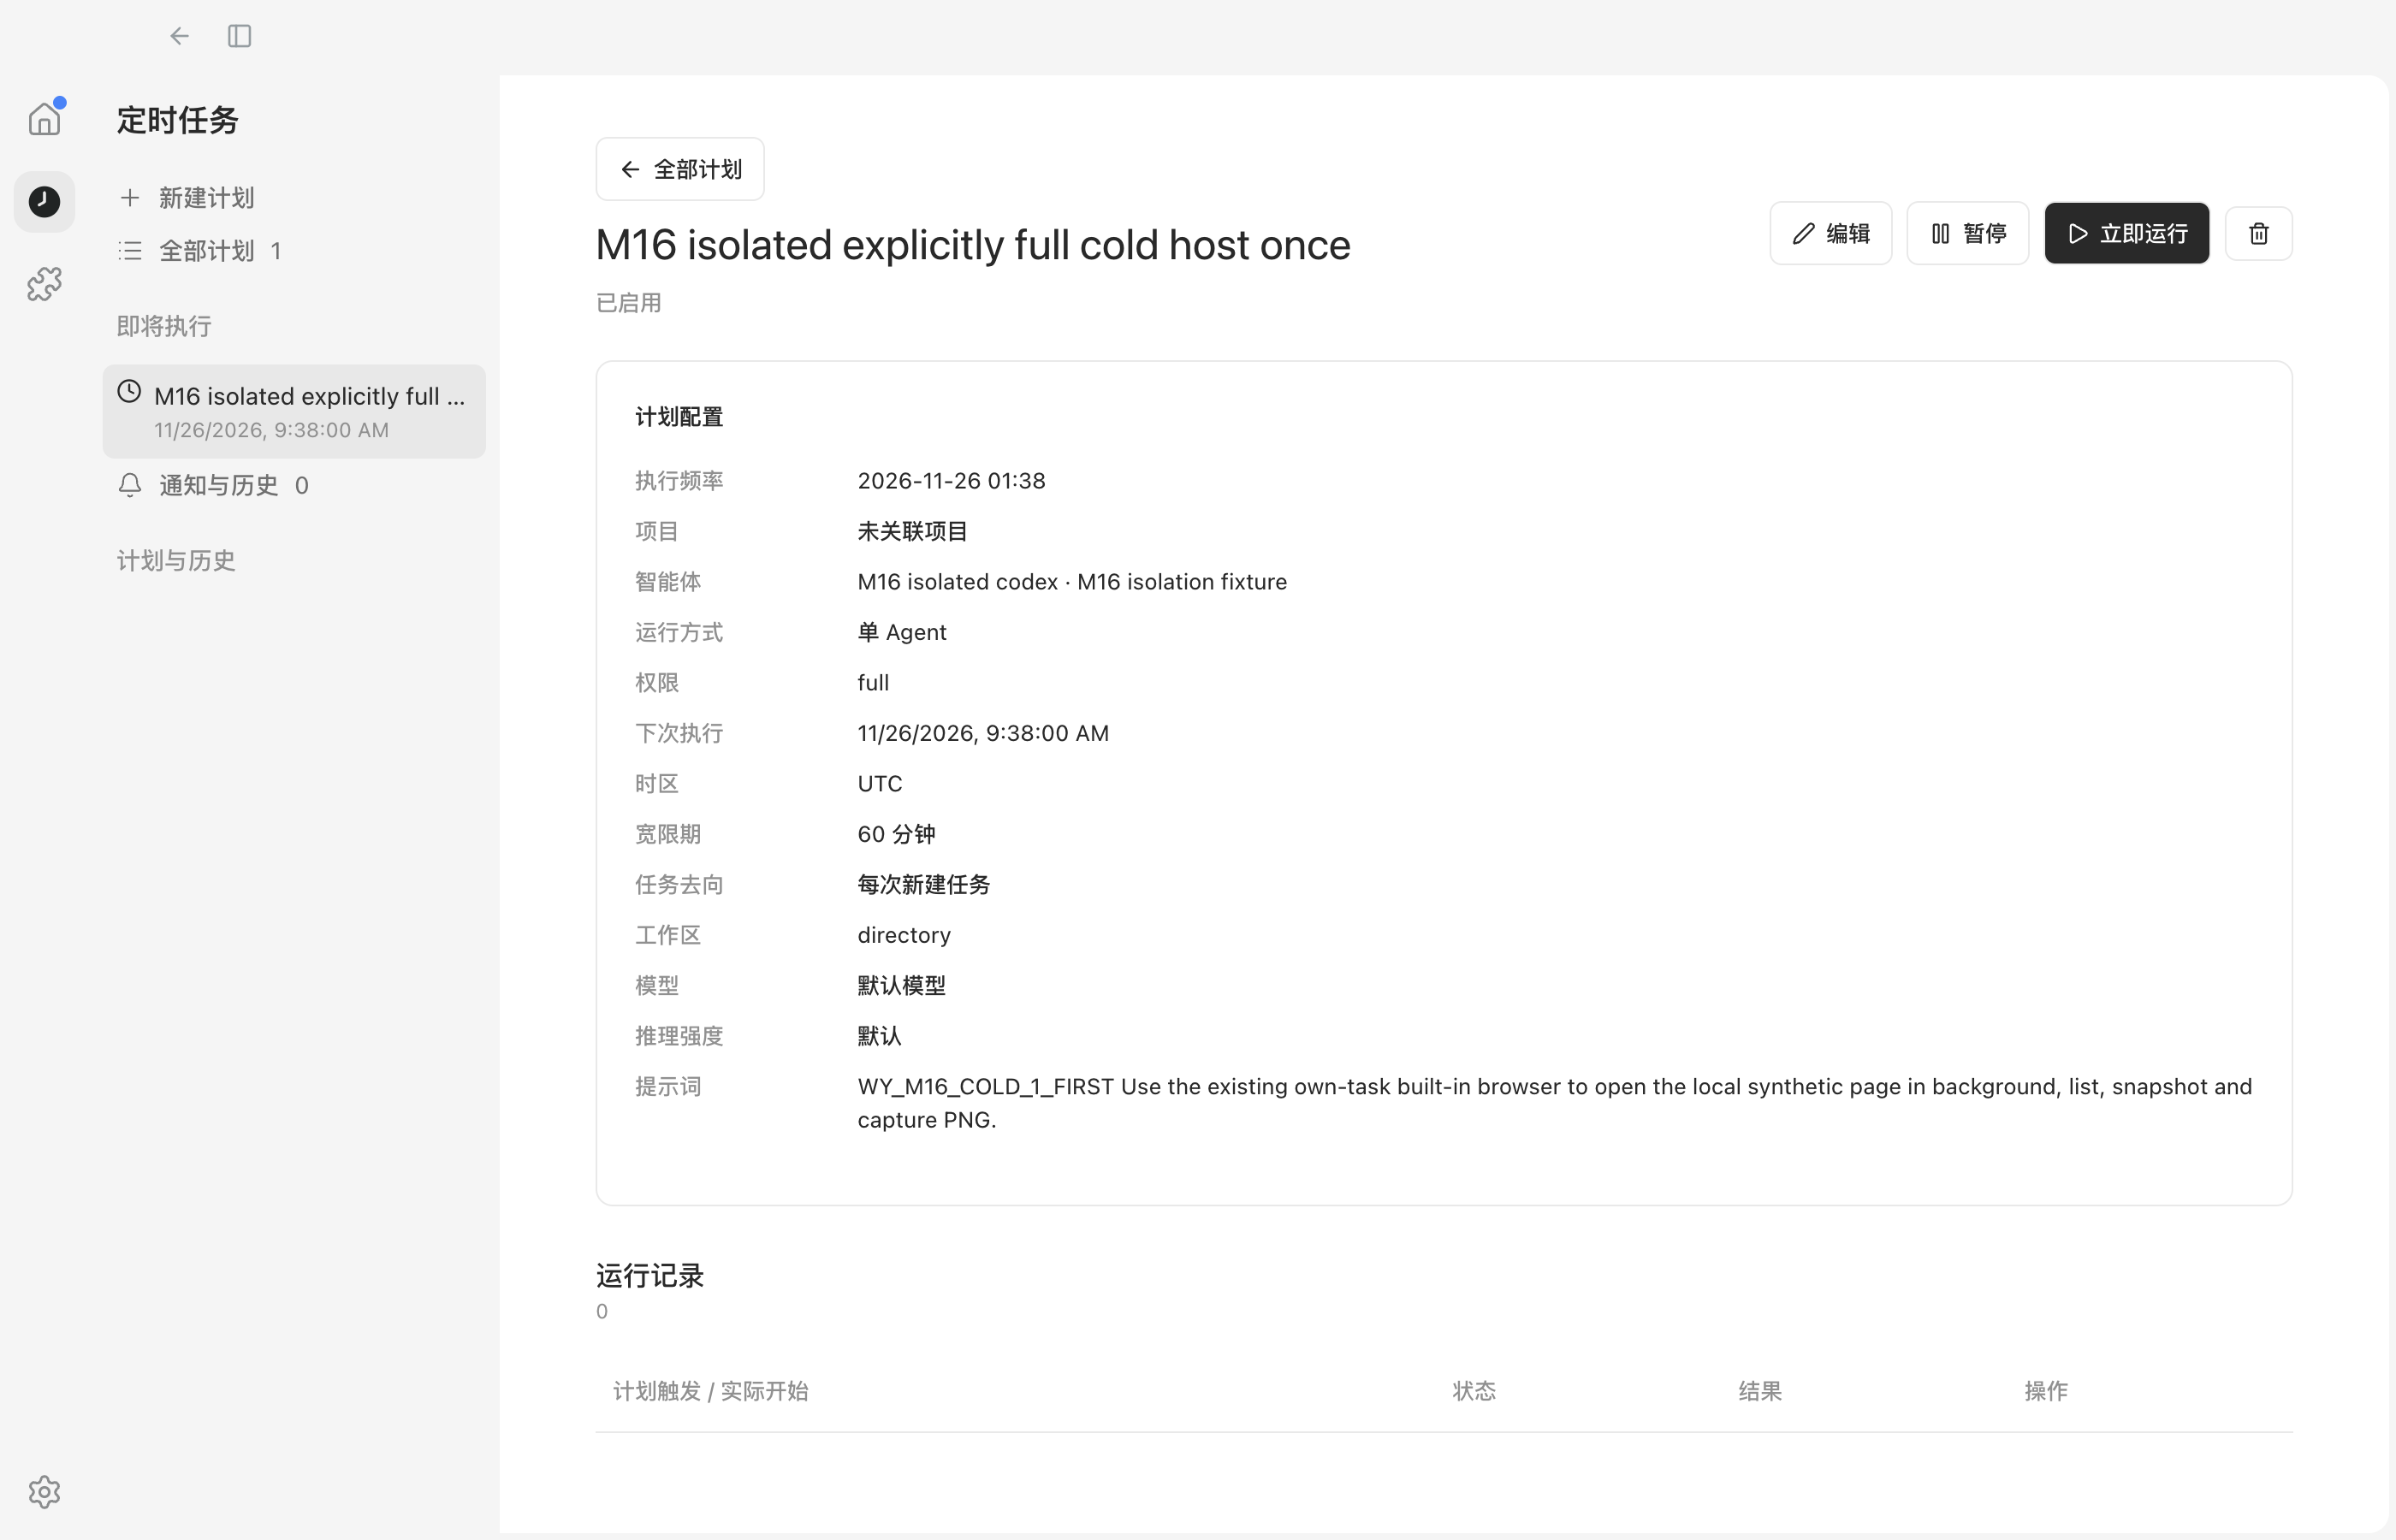 定时任务
新建计划
全部计划 1
即将执行
M16 isolated explicitly full ...
11/26/2026, 9:38:00 AM
通知与历史 0
计划与历史
全部计划
M16 isolated explicitly full cold host once
已启用
编辑
暂停
立即运行
计划配置
执行频率 2026-11-26 01:38
项目 未关联项目
智能体 M16 isolated codex · M16 isolation fixture
运行方式 单 Agent
权限 full
下次执行 11/26/2026, 9:38:00 AM
时区 UTC
宽限期 60 分钟
任务去向 每次新建任务
工作区 directory
模型 默认模型
推理强度 默认
提示词 WY_M16_COLD_1_FIRST Use the existing own-task built-in browser to open the local synthetic page in background, list, snapshot and
capture PNG.
运行记录
0
计划触发 / 实际开始 状态 结果 操作